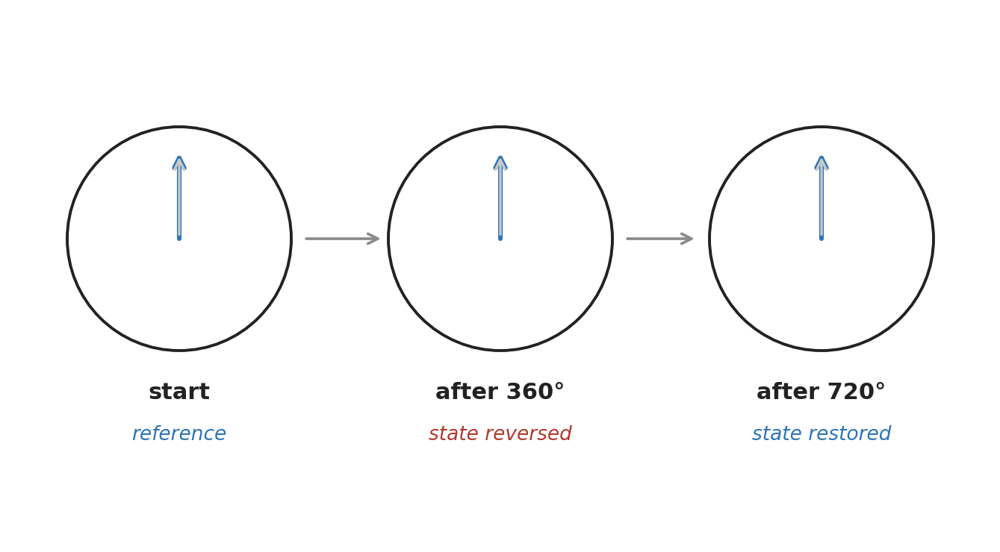 start
after 360°
after 720°
reference
state reversed
state restored